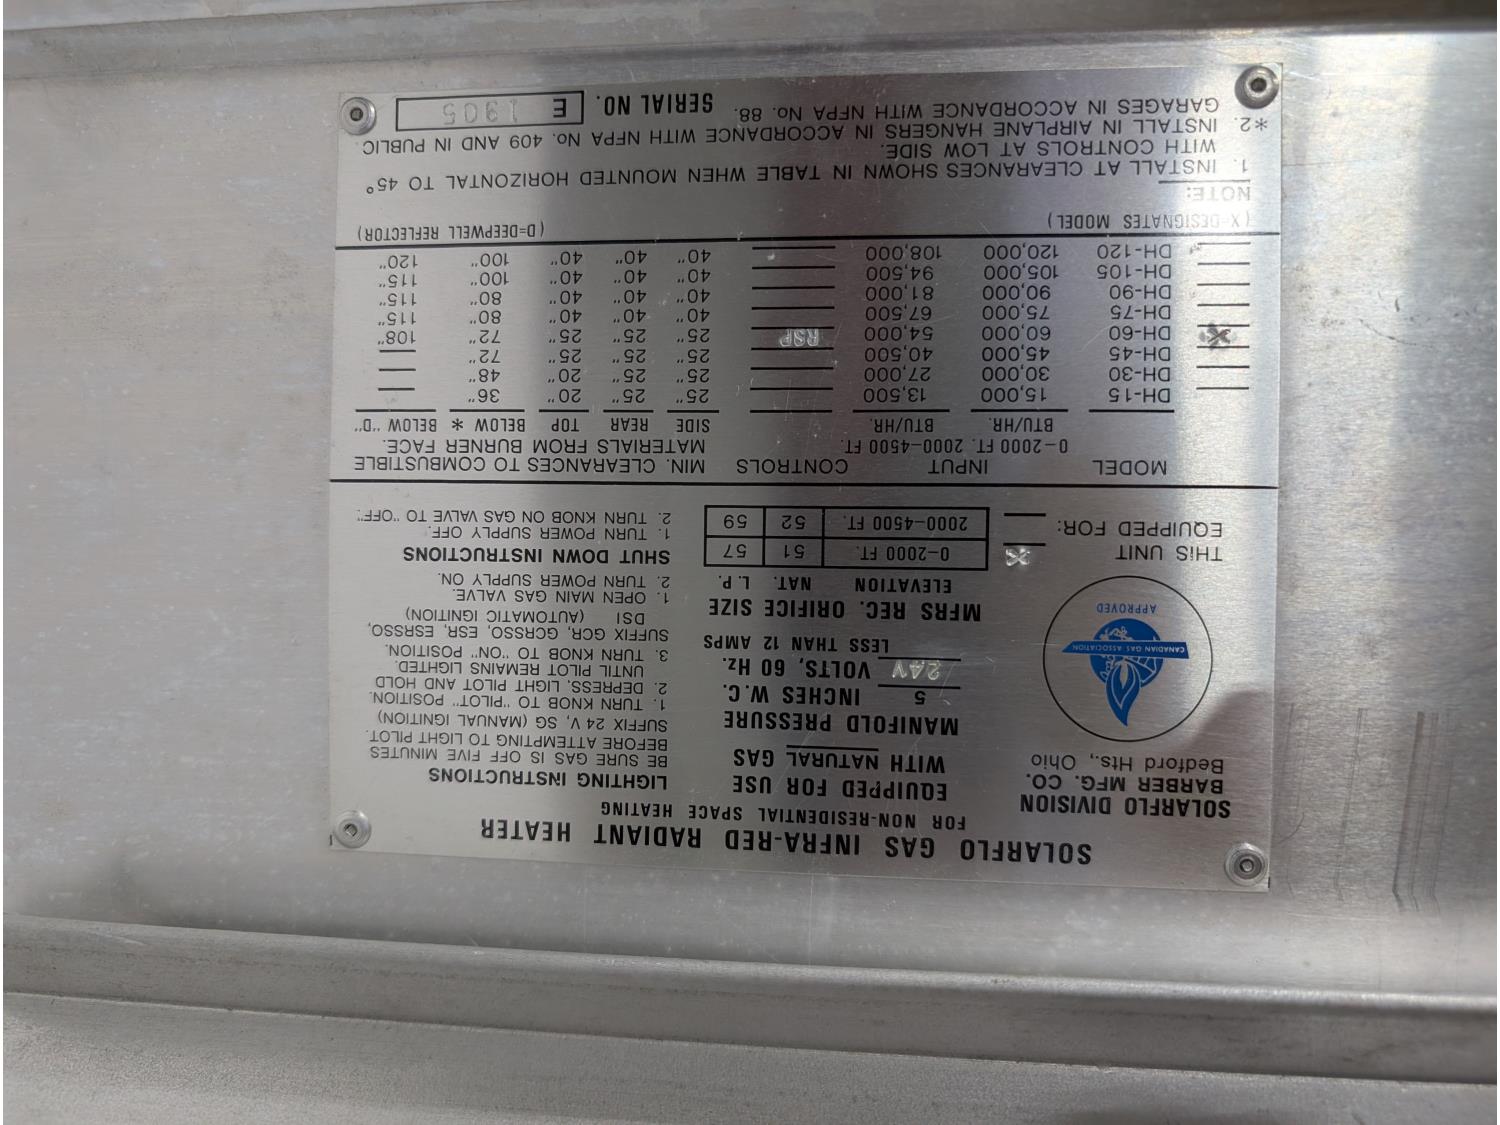 SOLARFLO GAS INFRA-RED RADIANT HEATER
FOR NON-RESIDENTIAL SPACE HEATING
SOLARFLO DIVISION
BARBER MFG. CO.
Bedford Hts., Ohio
CANADIAN GAS ASSOCIATION
APPROVED
THIS UNIT
EQUIPPED FOR:
X
EQUIPPED FOR USE
WITH NATURAL GAS
MANIFOLD PRESSURE
5 INCHES W.C.
24V VOLTS, 60 Hz.
LESS THAN 12 AMPS
MFRS REC. ORIFICE SIZE
ELEVATION NAT. L.P.
0-2000 FT. 51 57
2000-4500 FT. 52 59
LIGHTING INSTRUCTIONS
BE SURE GAS IS OFF FIVE MINUTES
BEFORE ATTEMPTING TO LIGHT PILOT.
SUFFIX 24 V, SG (MANUAL IGNITION)
1. TURN KNOB TO "PILOT" POSITION.
2. DEPRESS, LIGHT PILOT AND HOLD
UNTIL PILOT REMAINS LIGHTED.
3. TURN KNOB TO "ON" POSITION.
SUFFIX GCR, GCRSSO, ESR, ESRSSO,
DSI (AUTOMATIC IGNITION)
1. OPEN MAIN GAS VALVE.
2. TURN POWER SUPPLY ON.
SHUT DOWN INSTRUCTIONS
1. TURN POWER SUPPLY OFF.
2. TURN KNOB ON GAS VALVE TO "OFF".
MODEL INPUT CONTROLS MIN. CLEARANCES TO COMBUSTIBLE
0-2000 FT. 2000-4500 FT. MATERIALS FROM BURNER FACE.
BTU/HR. BTU/HR. SIDE REAR TOP BELOW * BELOW "D"
DH-15 15,000 13,500 25" 25" 20" 36"
DH-30 30,000 27,000 25" 25" 20" 48"
DH-45 45,000 40,500 25" 25" 25" 72"
X DH-60 60,000 54,000 RSP 25" 25" 25" 72" 108"
DH-75 75,000 67,500 40" 40" 40" 80" 115"
DH-90 90,000 81,000 40" 40" 40" 80" 115"
DH-105 105,000 94,500 40" 40" 40" 100" 115"
DH-120 120,000 108,000 40" 40" 40" 100" 120"
(X=DESIGNATES MODEL) (D=DEEPWELL REFLECTOR)
NOTE:
1. INSTALL AT CLEARANCES SHOWN IN TABLE WHEN MOUNTED HORIZONTAL TO 45°
WITH CONTROLS AT LOW SIDE.
*2. INSTALL IN AIRPLANE HANGERS IN ACCORDANCE WITH NFPA No. 409 AND IN PUBLIC
GARAGES IN ACCORDANCE WITH NFPA No. 88.
SERIAL NO. E 1305